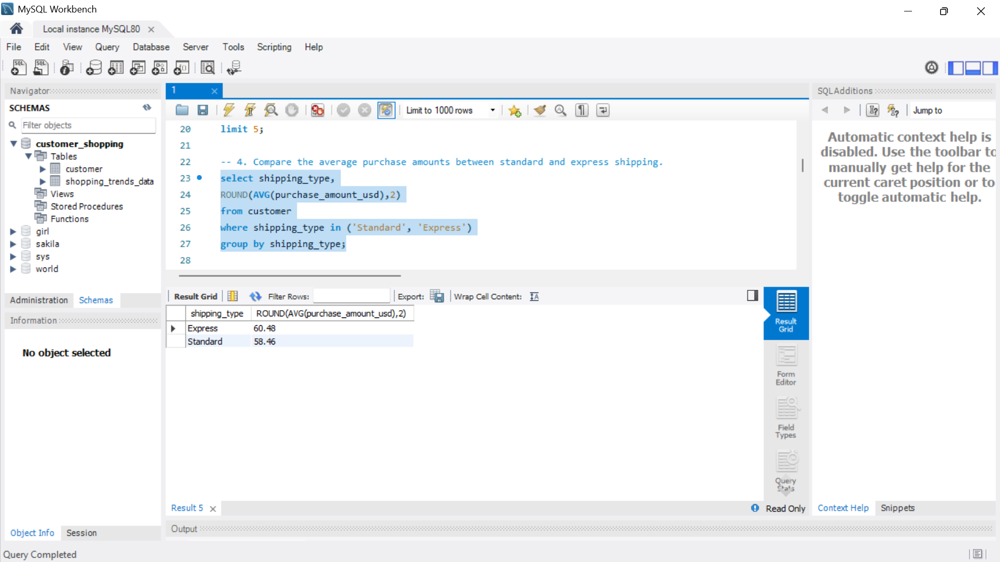 MySQL Workbench
Local instance MySQL80
File Edit View Query Database Server Tools Scripting Help
Navigator
SCHEMAS
Filter objects
customer_shopping
Tables
customer
shopping_trends_data
Views
Stored Procedures
Functions
girl
sakila
sys
world
Administration Schemas
Information
No object selected
Object Info Session
1
Limit to 1000 rows
20 limit 5;
21
22 -- 4. Compare the average purchase amounts between standard and express shipping.
23 select shipping_type,
24 ROUND(AVG(purchase_amount_usd),2)
25 from customer
26 where shipping_type in ('Standard', 'Express')
27 group by shipping_type;
28
Result Grid Filter Rows: Export: Wrap Cell Content:
shipping_type ROUND(AVG(purchase_amount_usd),2)
Express 60.48
Standard 58.46
Result
Grid
Form
Editor
Field
Types
Query
Stats
Result 5
Read Only
Output
SQLAdditions
Jump to
Automatic context help is
disabled. Use the toolbar to
manually get help for the
current caret position or to
toggle automatic help.
Context Help Snippets
Query Completed